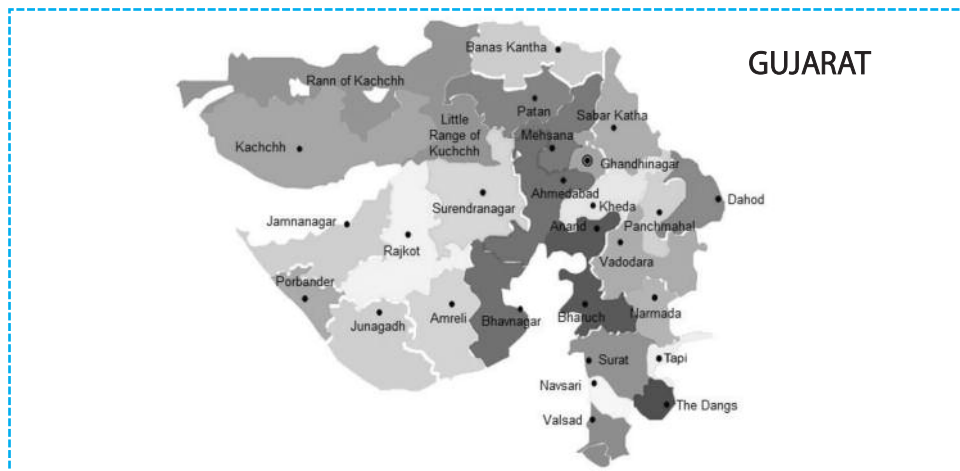 GUJARAT
Banas Kantha
Rann of Kachchh
Patan
Sabar Katha
Little
Range of
Kuchchh
Mehsana
Kachchh
Ghandhinagar
Ahmedabad
Dahod
Surendranagar
Kheda
Jamnanagar
Anand
Panchmahal
Rajkot
Vadodara
Porbander
Junagadh
Amreli
Bhavnagar
Bharuch
Narmada
Surat
Tapi
Navsari
The Dangs
Valsad